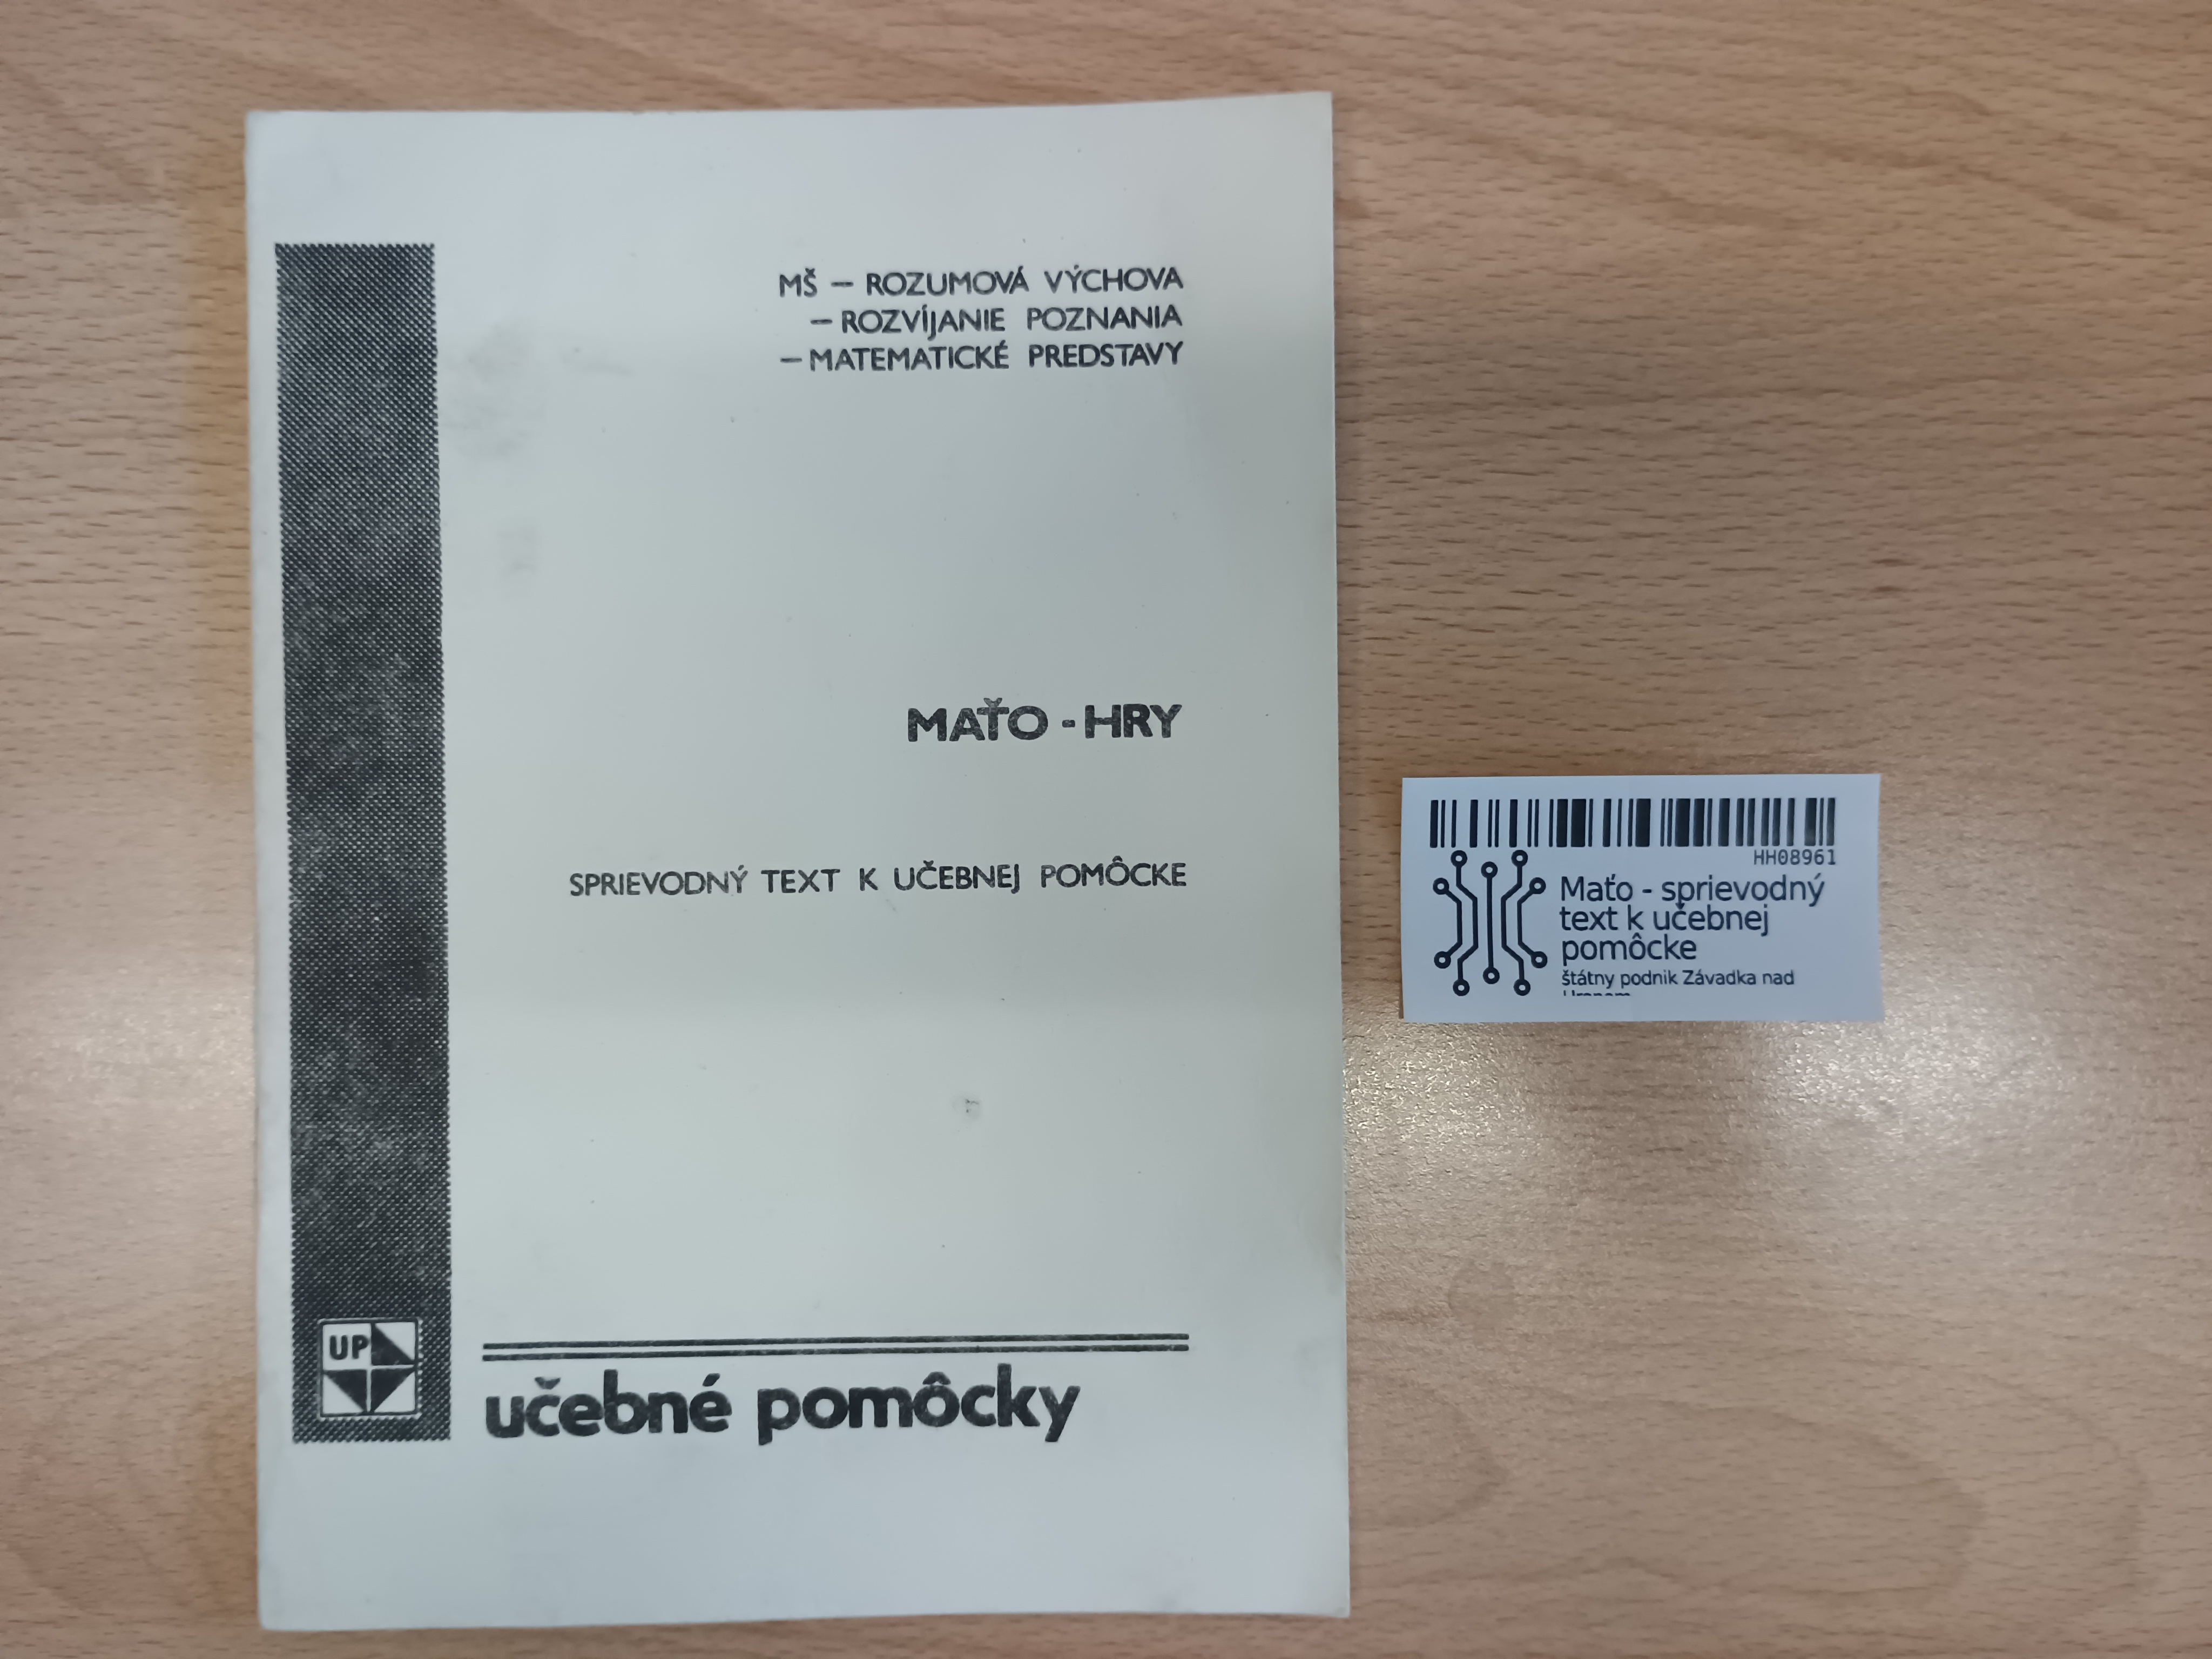 MŠ – ROZUMOVÁ VÝCHOVA
– ROZVÍJANIE POZNANIA
– MATEMATICKÉ PREDSTAVY
MAŤO - HRY
SPRIEVODNÝ TEXT K UČEBNEJ POMÔCKE
UP
učebné pomôcky
HH08961
Maťo - sprievodný
text k učebnej
pomôcke
štátny podnik Závadka nad